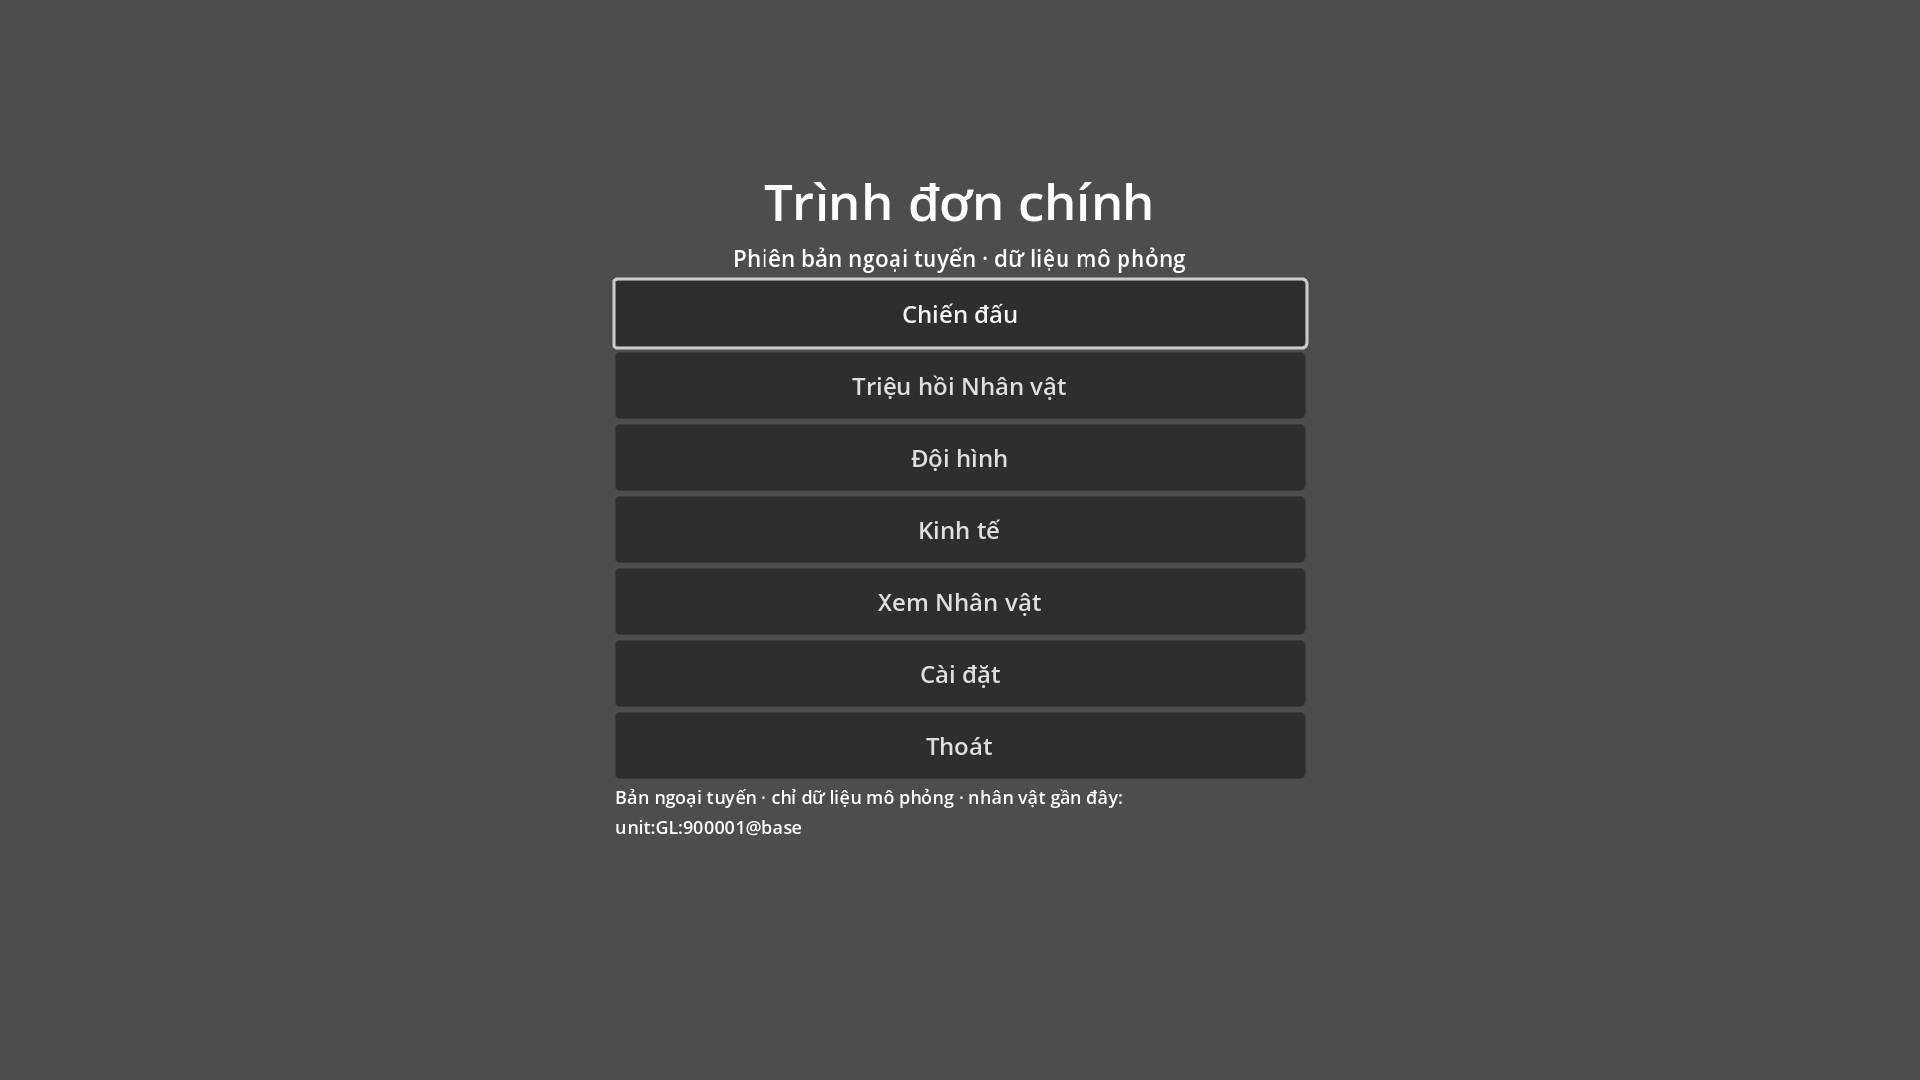 Trình đơn chính
Phiên bản ngoại tuyến · dữ liệu mô phỏng
Chiến đấu
Triệu hồi Nhân vật
Đội hình
Kinh tế
Xem Nhân vật
Cài đặt
Thoát
Bản ngoại tuyến · chỉ dữ liệu mô phỏng · nhân vật gần đây:
unit:GL:900001@base